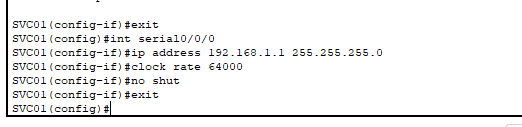 SVC01(config-if)#exit
SVC01(config)#int serial0/0/0
SVC01(config-if)#ip address 192.168.1.1 255.255.255.0
SVC01(config-if)#clock rate 64000
SVC01(config-if)#no shut
SVC01(config-if)#exit
SVC01(config)#